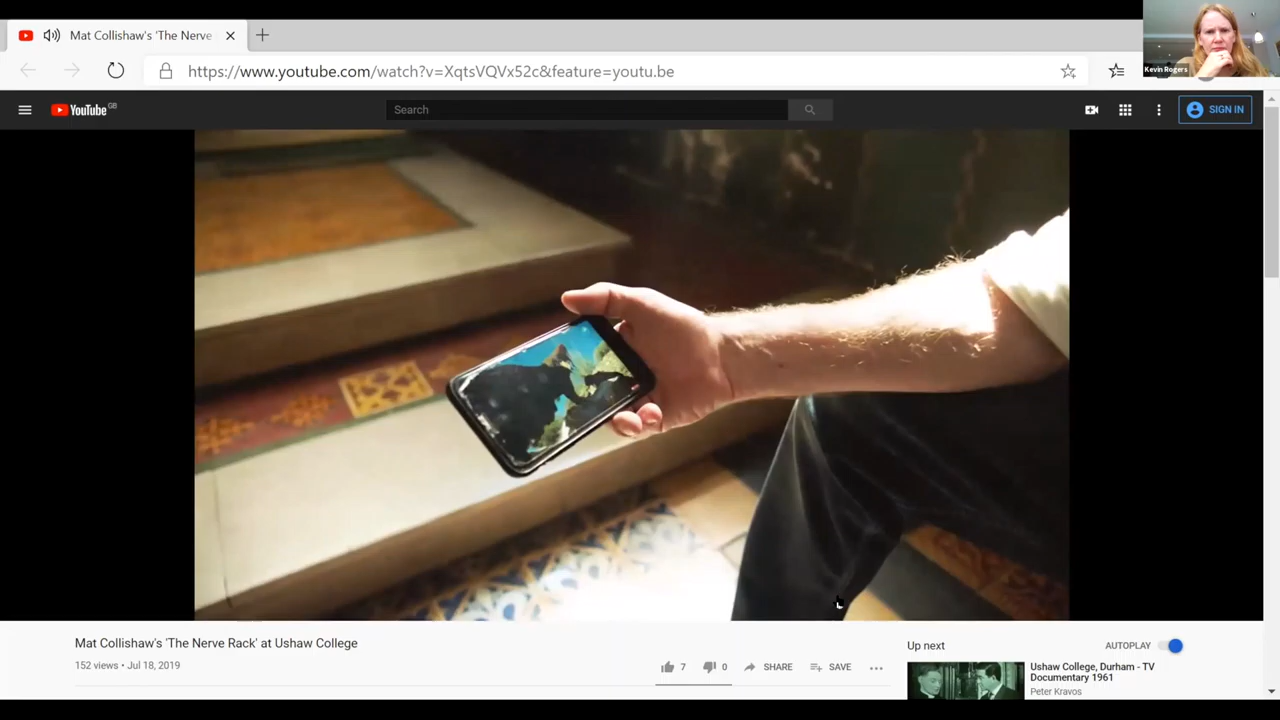 Mat Collishaw's 'The Nerve
Kevin Rogers
https://www.youtube.com/watch?v=XqtsoYQVx52c&feature=youtu.be
YouTube GB
Search
SIGN IN
Mat Collishaw's 'The Nerve Rack' at Ushaw College
152 views • Jul 18, 2019
7
0
SHARE
SAVE
Up next
AUTOPLAY
Ushaw College, Durham - TV
Documentary 1961
Peter Kravos